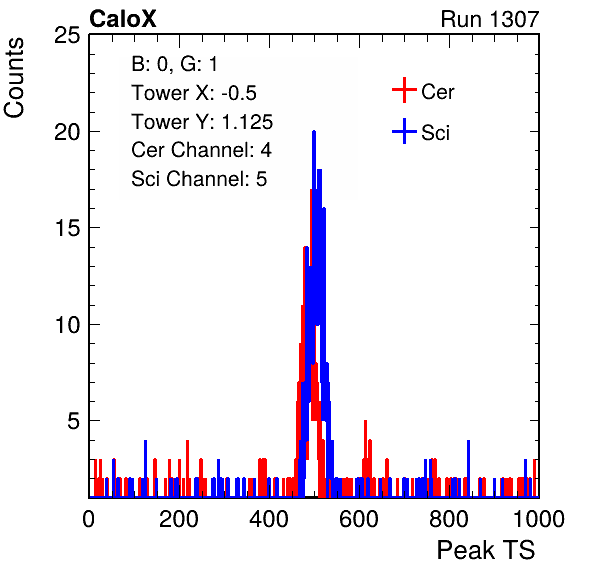 CaloX Run 1307
Counts
25
20
15
10
5
B: 0, G: 1
Tower X: -0.5
Tower Y: 1.125
Cer Channel: 4
Sci Channel: 5
Cer
Sci
0 200 400 600 800 1000
Peak TS